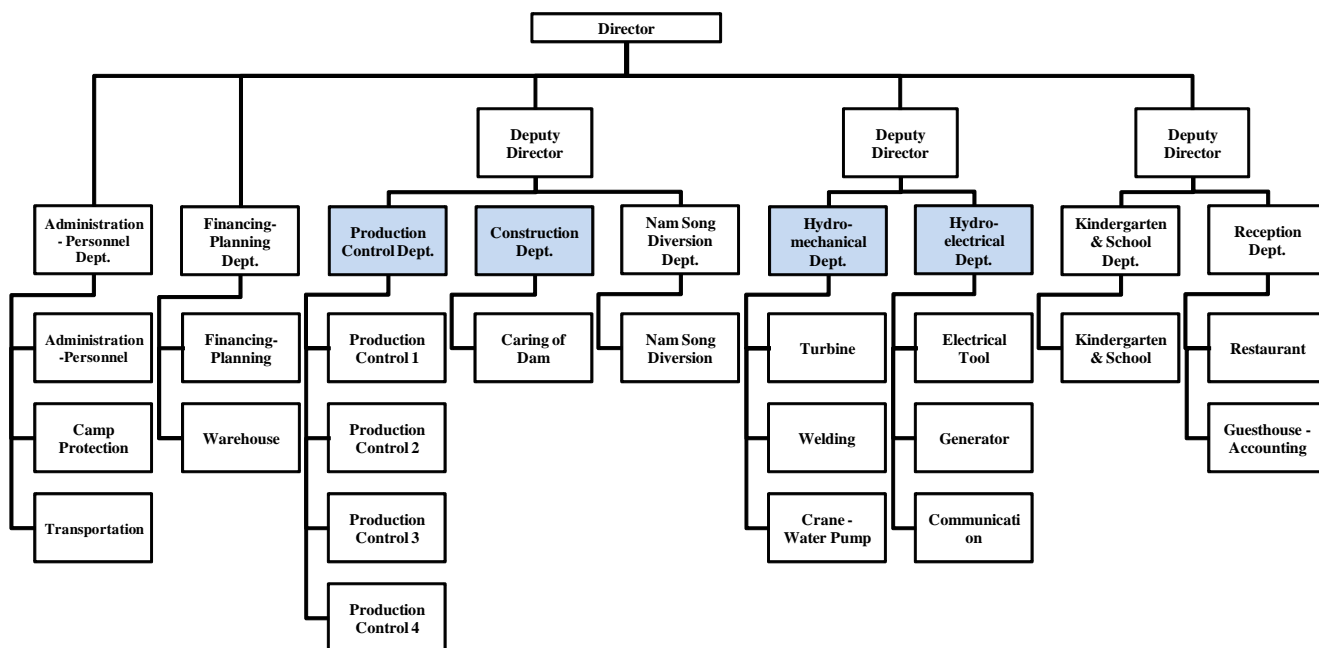 Director
Deputy
Director
Deputy
Director
Deputy
Director
Administration
- Personnel
Dept.
Financing-
Planning
Dept.
Production
Control Dept.
Construction
Dept.
Nam Song
Diversion
Dept.
Hydro-
mechanical
Dept.
Hydro-
electrical
Dept.
Kindergarten
& School
Dept.
Reception
Dept.
Administration
-Personnel
Financing-
Planning
Production
Control 1
Caring of
Dam
Nam Song
Diversion
Turbine
Electrical
Tool
Kindergarten
& School
Restaurant
Camp
Protection
Warehouse
Production
Control 2
Welding
Generator
Guesthouse -
Accounting
Transportation
Production
Control 3
Crane -
Water Pump
Communicati
on
Production
Control 4